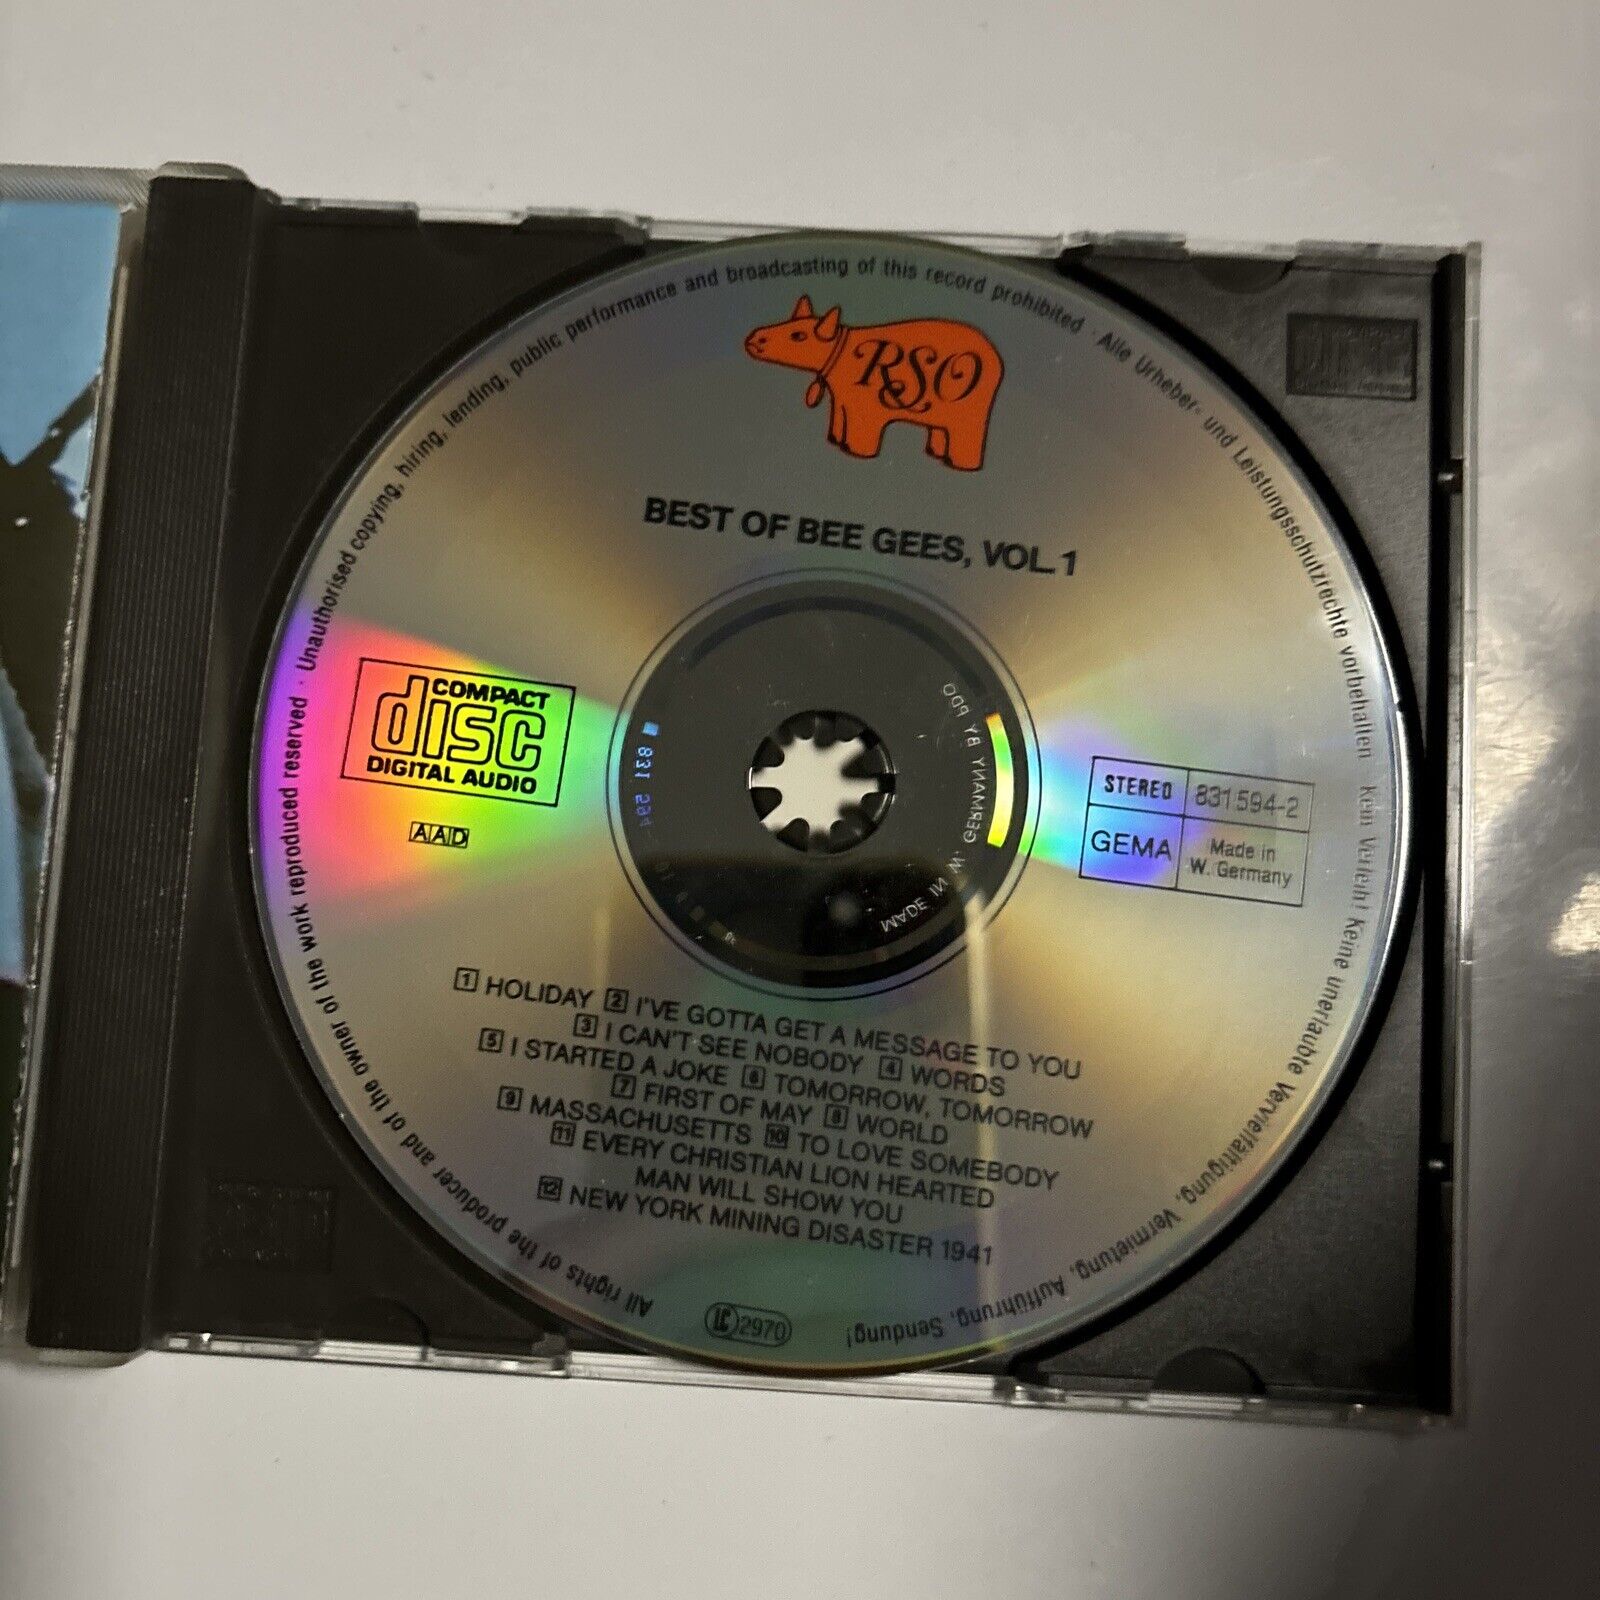 All rights of the producer and of the owner of the work reproduced reserved · Unauthorised copying, hiring, lending, public performance and broadcasting of this record prohibited · Alle Urheber- und Leistungsschutzrechte vorbehalten Kein Verleih! Keine unerlaubte Vervielfältigung, Vermietung, Aufführung, Sendung!
RSO
BEST OF BEE GEES, VOL.1
COMPACT
disc
DIGITAL AUDIO
AAD
STEREO 831594-2
GEMA Made in
W. Germany
MADE IN W. GERMANY BY PDO
831 594
1 HOLIDAY 2 I'VE GOTTA GET A MESSAGE TO YOU
3 I CAN'T SEE NOBODY 4 WORDS
5 I STARTED A JOKE 6 TOMORROW, TOMORROW
7 FIRST OF MAY 8 WORLD
9 MASSACHUSETTS 10 TO LOVE SOMEBODY
11 EVERY CHRISTIAN LION HEARTED
MAN WILL SHOW YOU
12 NEW YORK MINING DISASTER 1941
LC 2970